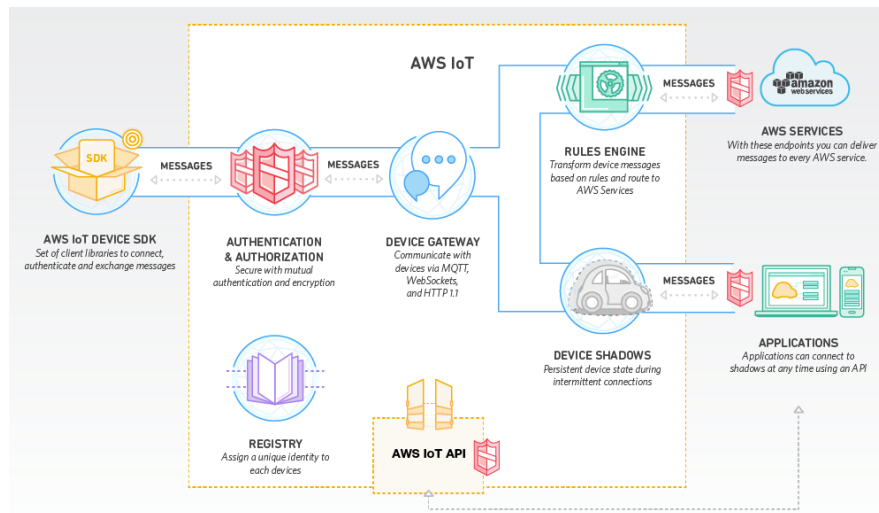 AWS IoT
MESSAGES
amazon
web services
SDK
MESSAGES
MESSAGES
RULES ENGINE
Transform device messages
based on rules and route to
AWS Services
AWS SERVICES
With these endpoints you can deliver
messages to every AWS service.
AWS IoT DEVICE SDK
Set of client libraries to connect,
authenticate and exchange messages
AUTHENTICATION
& AUTHORIZATION
Secure with mutual
authentication and encryption
DEVICE GATEWAY
Communicate with
devices via MQTT,
WebSockets,
and HTTP 1.1
MESSAGES
DEVICE SHADOWS
Persistent device state during
intermittent connections
APPLICATIONS
Applications can connect to
shadows at any time using an API
REGISTRY
Assign a unique identity to
each devices
AWS IoT API